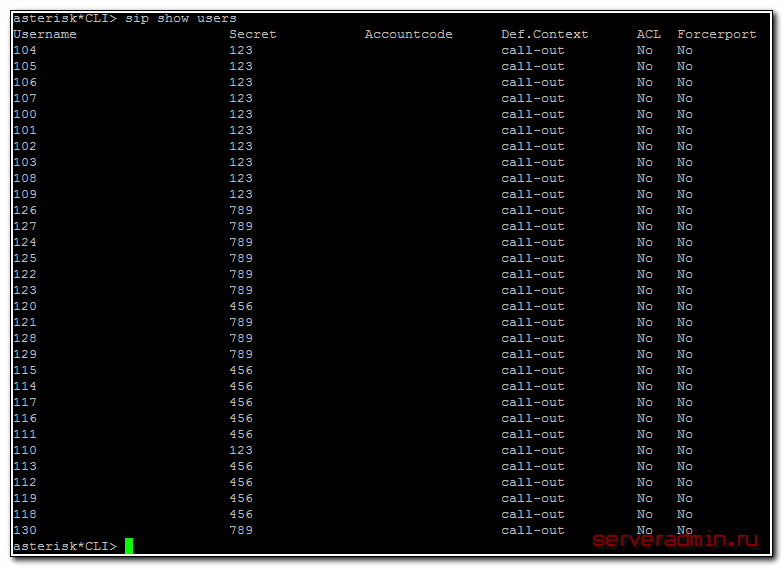 asterisk*CLI> sip show users
Username Secret Accountcode Def.Context ACL Forcerport
104 123 call-out No No
105 123 call-out No No
106 123 call-out No No
107 123 call-out No No
100 123 call-out No No
101 123 call-out No No
102 123 call-out No No
103 123 call-out No No
108 123 call-out No No
109 123 call-out No No
126 789 call-out No No
127 789 call-out No No
124 789 call-out No No
125 789 call-out No No
122 789 call-out No No
123 789 call-out No No
120 456 call-out No No
121 789 call-out No No
128 789 call-out No No
129 789 call-out No No
115 456 call-out No No
114 456 call-out No No
117 456 call-out No No
116 456 call-out No No
111 456 call-out No No
110 123 call-out No No
113 456 call-out No No
112 456 call-out No No
119 456 call-out No No
118 456 call-out No No
130 789 call-out No No
asterisk*CLI>
serveradmin.ru